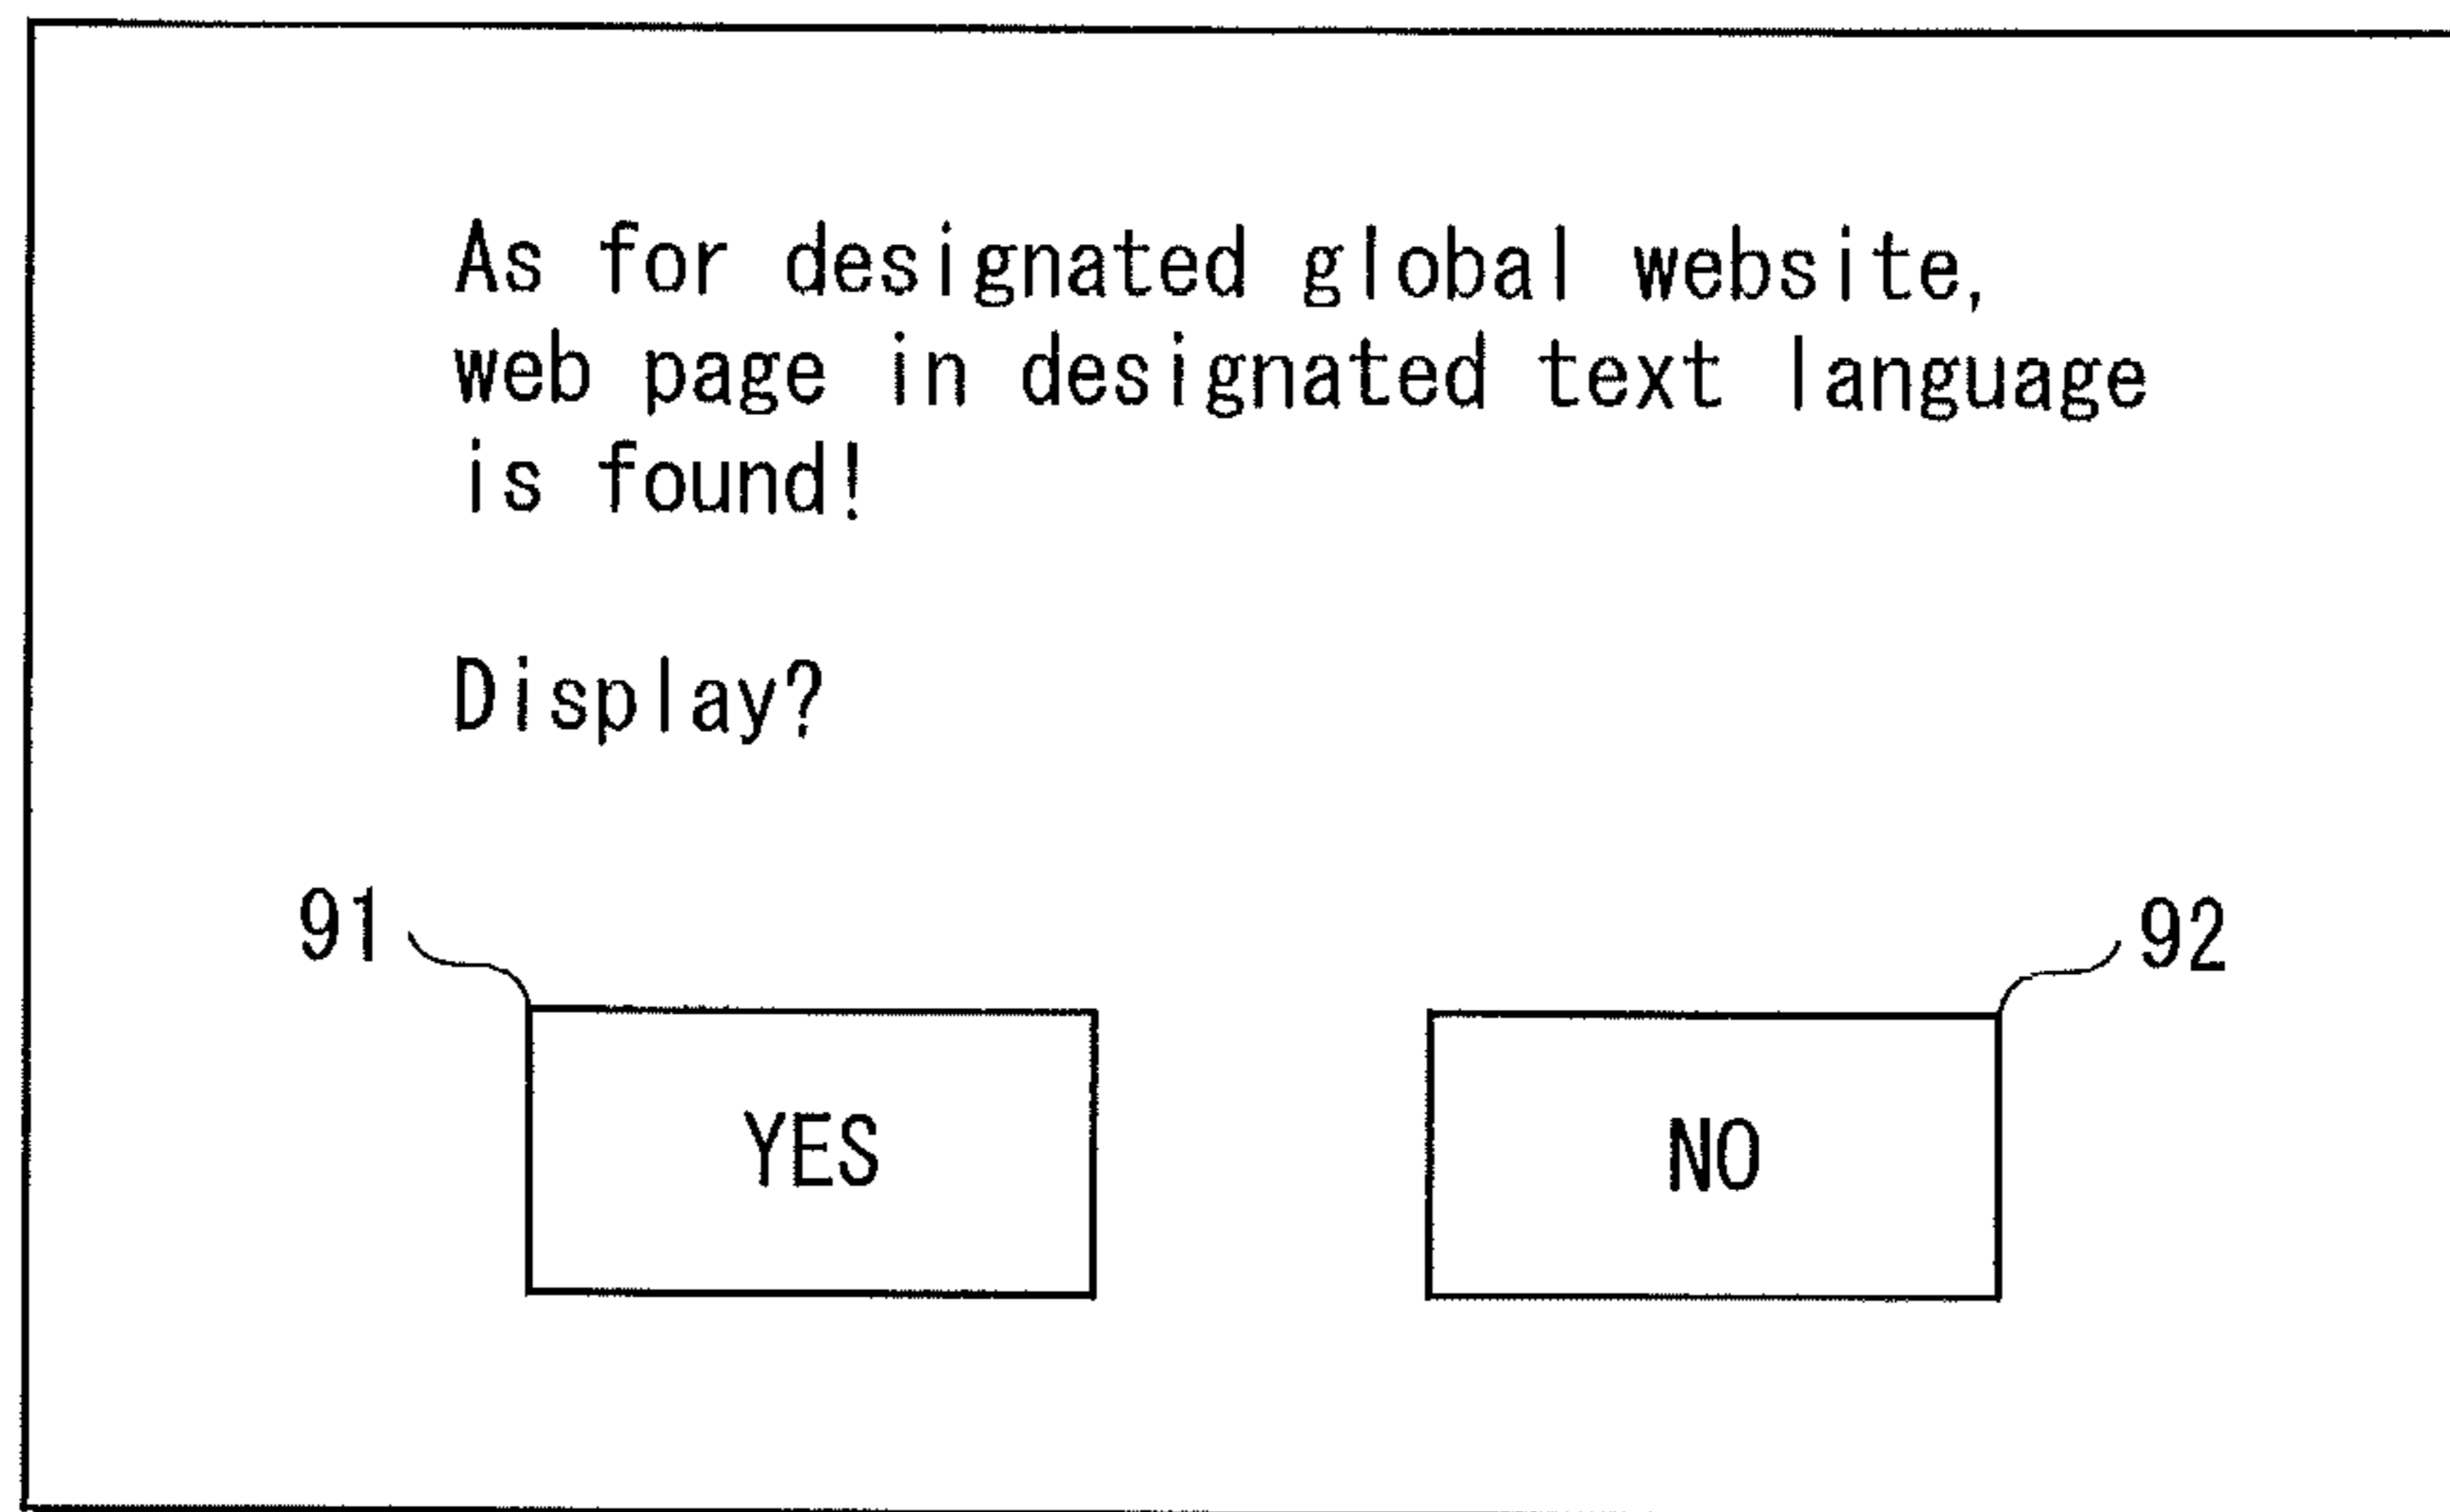 As for designated global website,
web page in designated text language
is found!
Display?
91
92
YES
NO